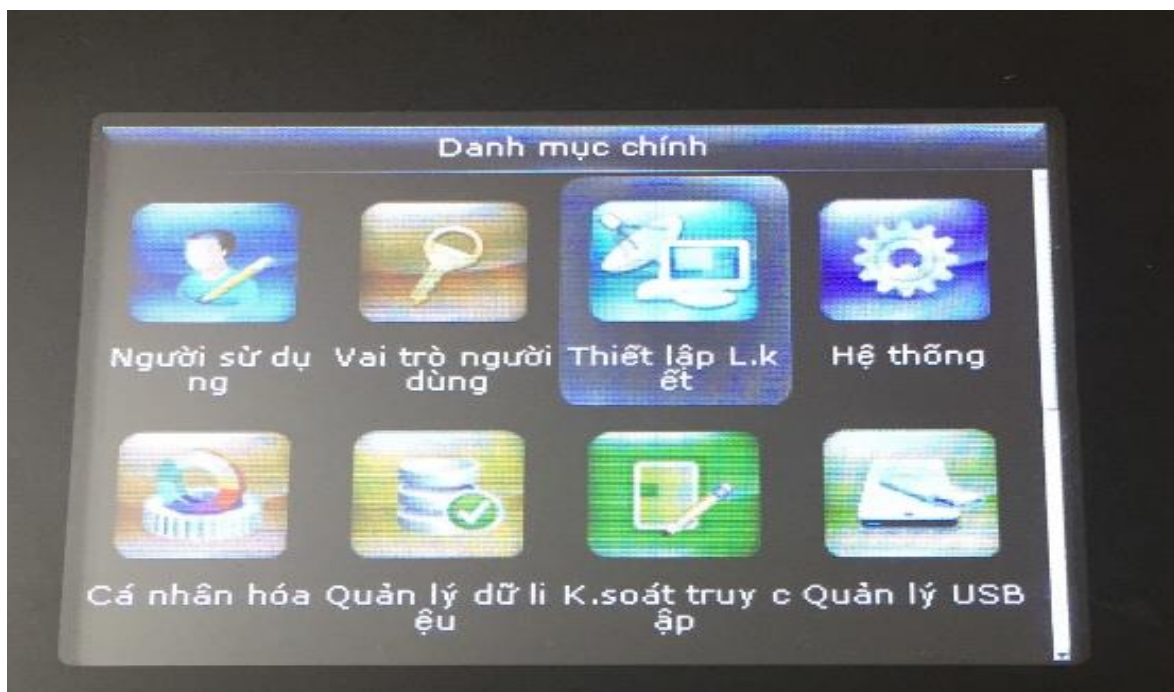 Danh mục chính
Người sử dụ
ng
Vai trò người
dùng
Thiết lập L.k
ết
Hệ thống
Cá nhân hóa
Quản lý dữ li
ệu
K.soát truy c
ập
Quản lý USB